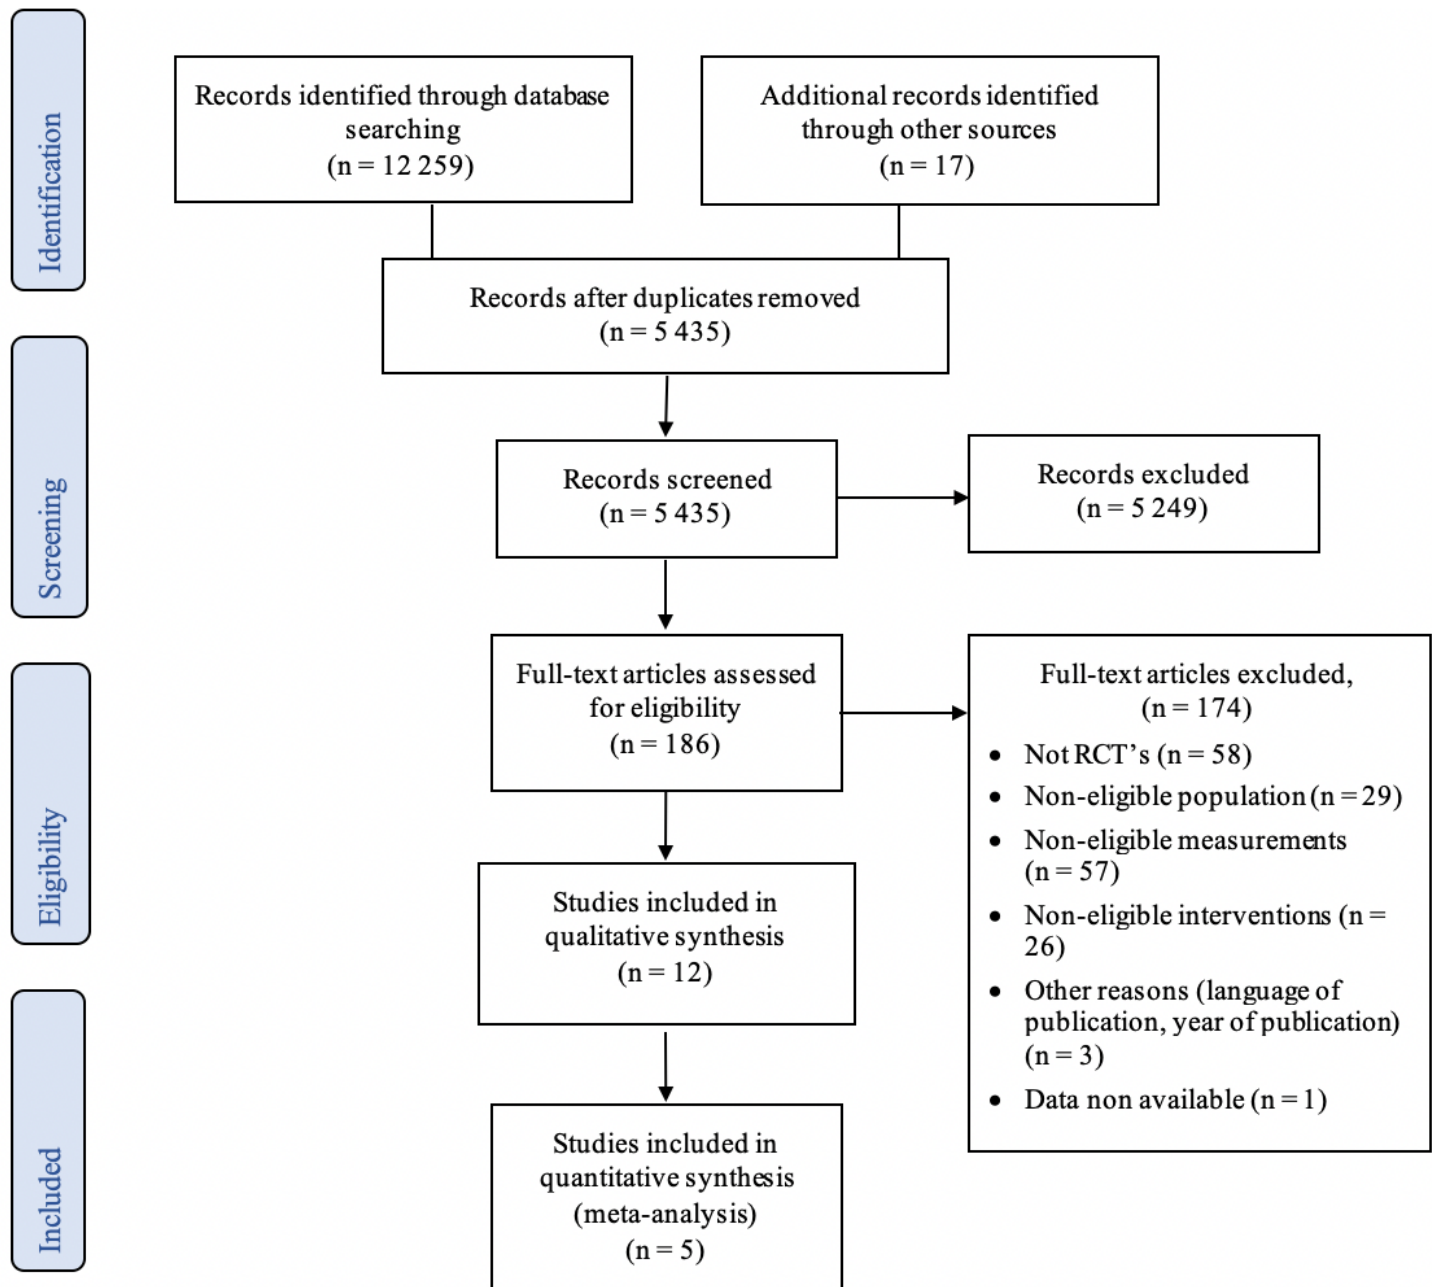 Identification
Records identified through database
searching
(n = 12 259)
Additional records identified
through other sources
(n = 17)
Records after duplicates removed
(n = 5 435)
Screening
Records screened
(n = 5 435)
Records excluded
(n = 5 249)
Eligibility
Full-text articles assessed
for eligibility
(n = 186)
Full-text articles excluded,
(n = 174)
• Not RCT's (n = 58)
• Non-eligible population (n = 29)
• Non-eligible measurements
(n = 57)
• Non-eligible interventions (n =
26)
• Other reasons (language of
publication, year of publication)
(n = 3)
• Data non available (n = 1)
Studies included in
qualitative synthesis
(n = 12)
Included
Studies included in
quantitative synthesis
(meta-analysis)
(n = 5)